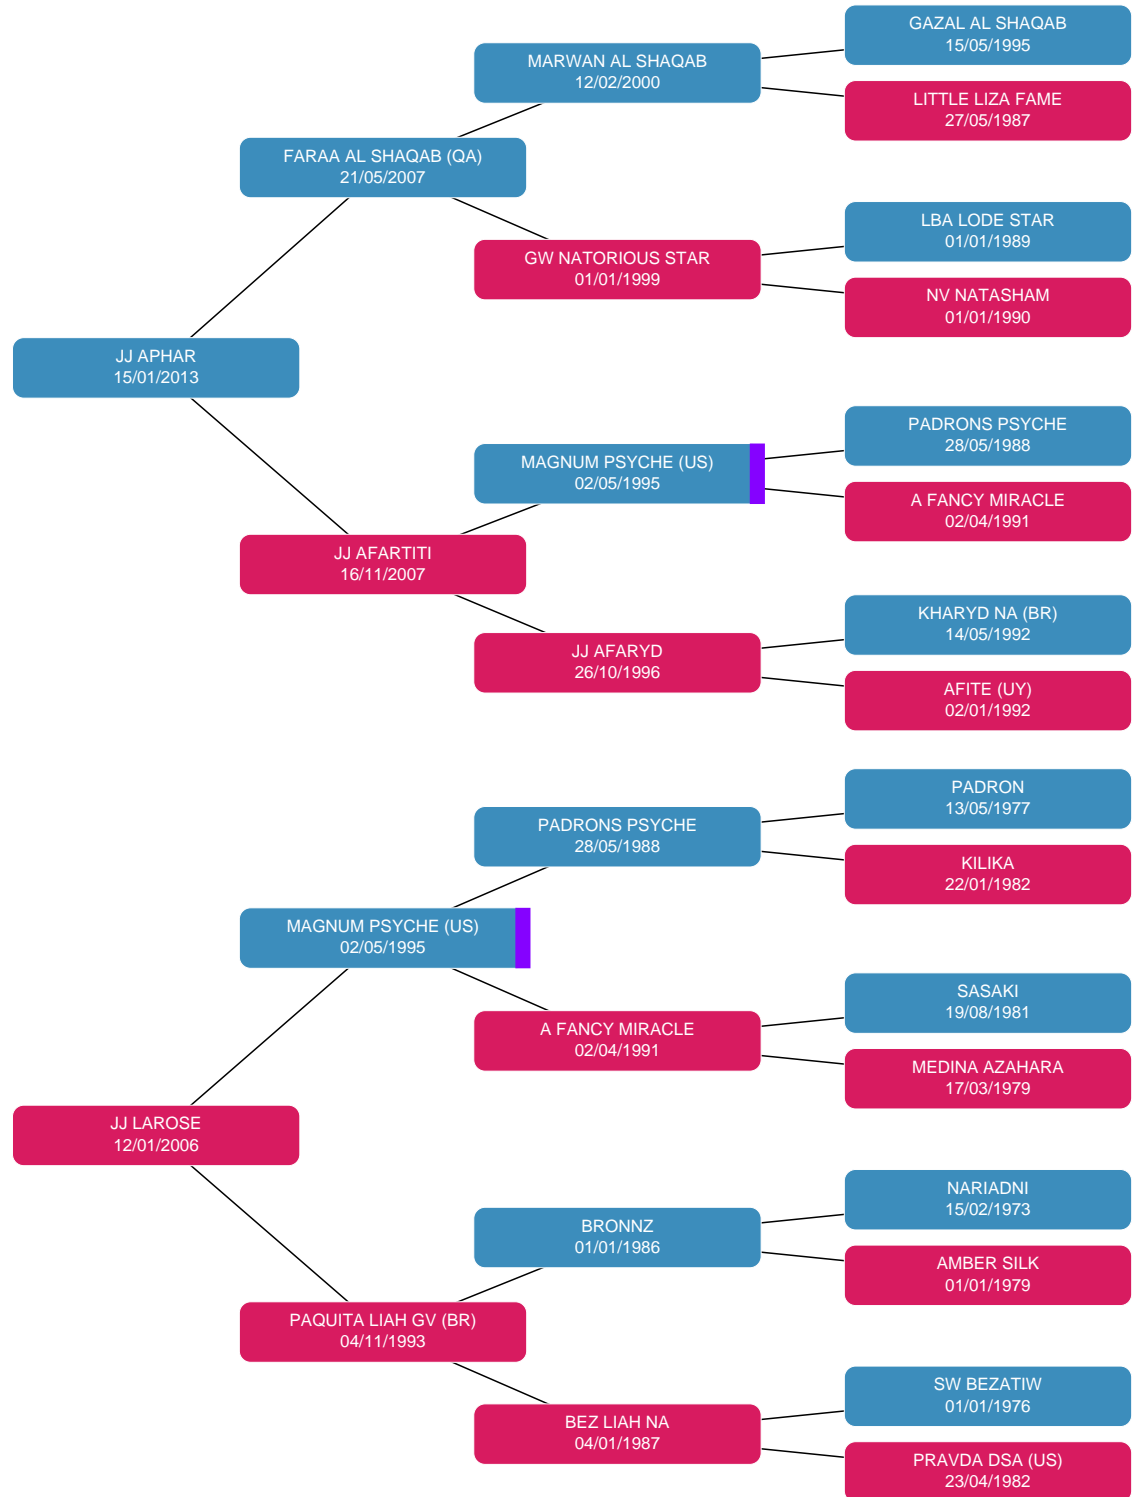 GAZAL AL SHAQAB
15/05/1995
MARWAN AL SHAQAB
12/02/2000
LITTLE LIZA FAME
27/05/1987
FARAA AL SHAQAB (QA)
21/05/2007
LBA LODE STAR
01/01/1989
GW NATORIOUS STAR
01/01/1999
NV NATASHAM
01/01/1990
JJ APHAR
15/01/2013
PADRONS PSYCHE
28/05/1988
MAGNUM PSYCHE (US)
02/05/1995
A FANCY MIRACLE
02/04/1991
JJ AFARTITI
16/11/2007
KHARYD NA (BR)
14/05/1992
JJ AFARYD
26/10/1996
AFITE (UY)
02/01/1992
PADRON
13/05/1977
PADRONS PSYCHE
28/05/1988
KILIKA
22/01/1982
MAGNUM PSYCHE (US)
02/05/1995
SASAKI
19/08/1981
A FANCY MIRACLE
02/04/1991
MEDINA AZAHARA
17/03/1979
JJ LAROSE
12/01/2006
NARIADNI
15/02/1973
BRONNZ
01/01/1986
AMBER SILK
01/01/1979
PAQUITA LIAH GV (BR)
04/11/1993
SW BEZATIW
01/01/1976
BEZ LIAH NA
04/01/1987
PRAVDA DSA (US)
23/04/1982